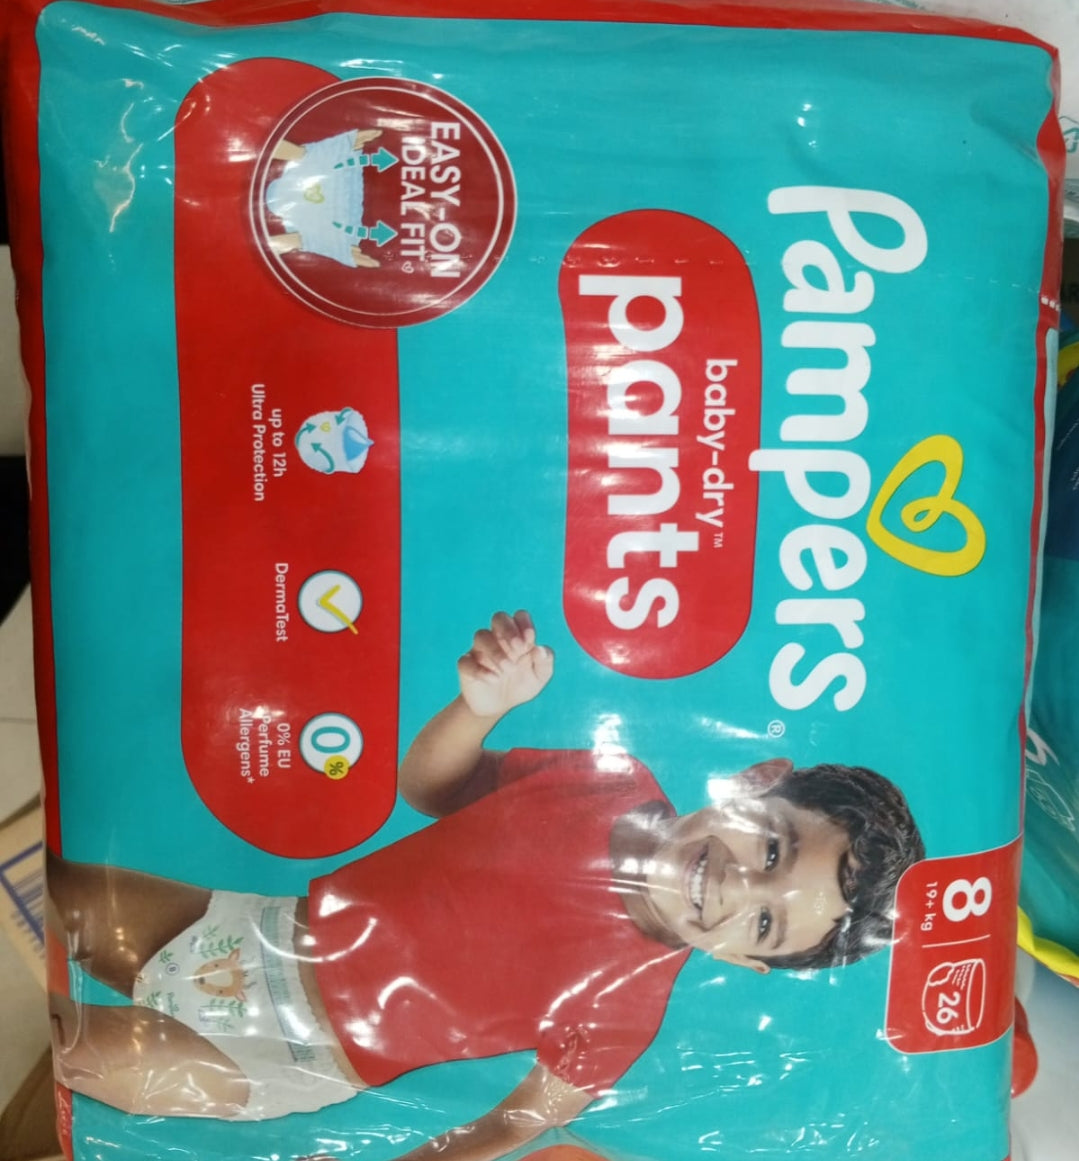 Pampers®
baby-dry™
pants
8
19+ kg
26
EASY-ON
IDEAL FIT
up to 12h
Ultra Protection
DermaTest
0%
0% EU
Perfume
Allergens*